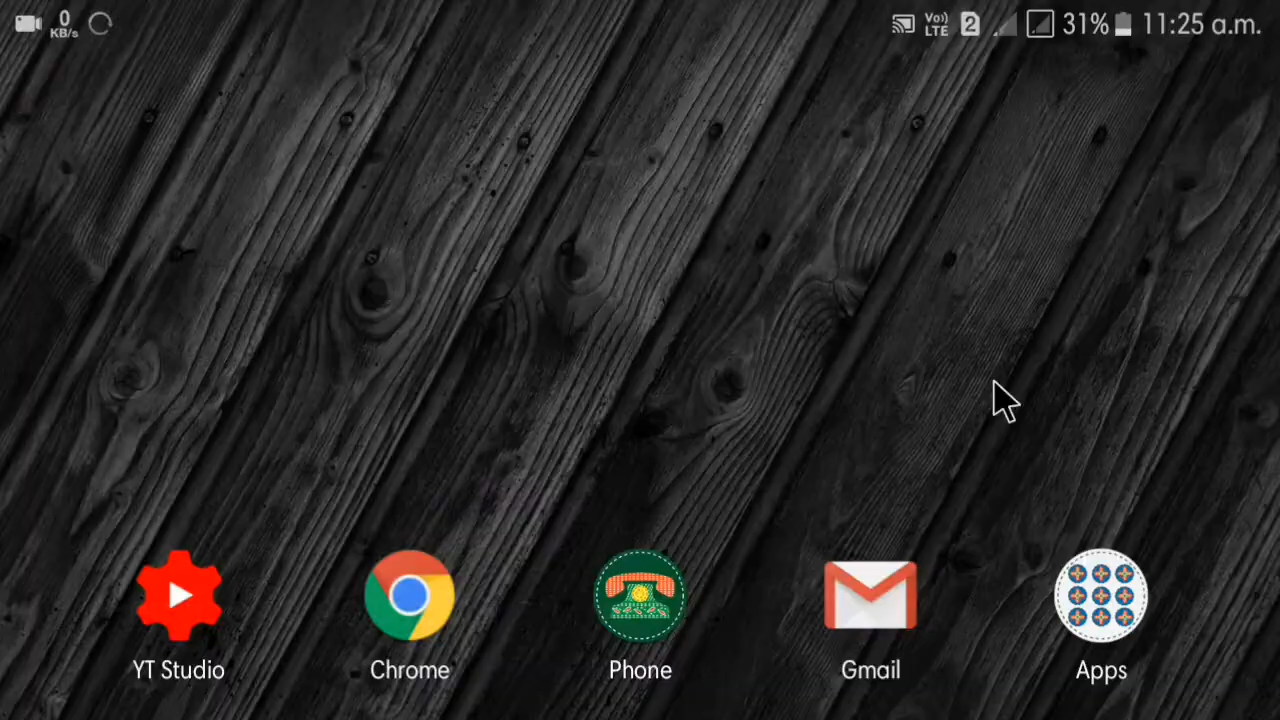 0
KB/s
Vo)
LTE
2
31%
11:25 a.m.
YT Studio
Chrome
Phone
Gmail
Apps